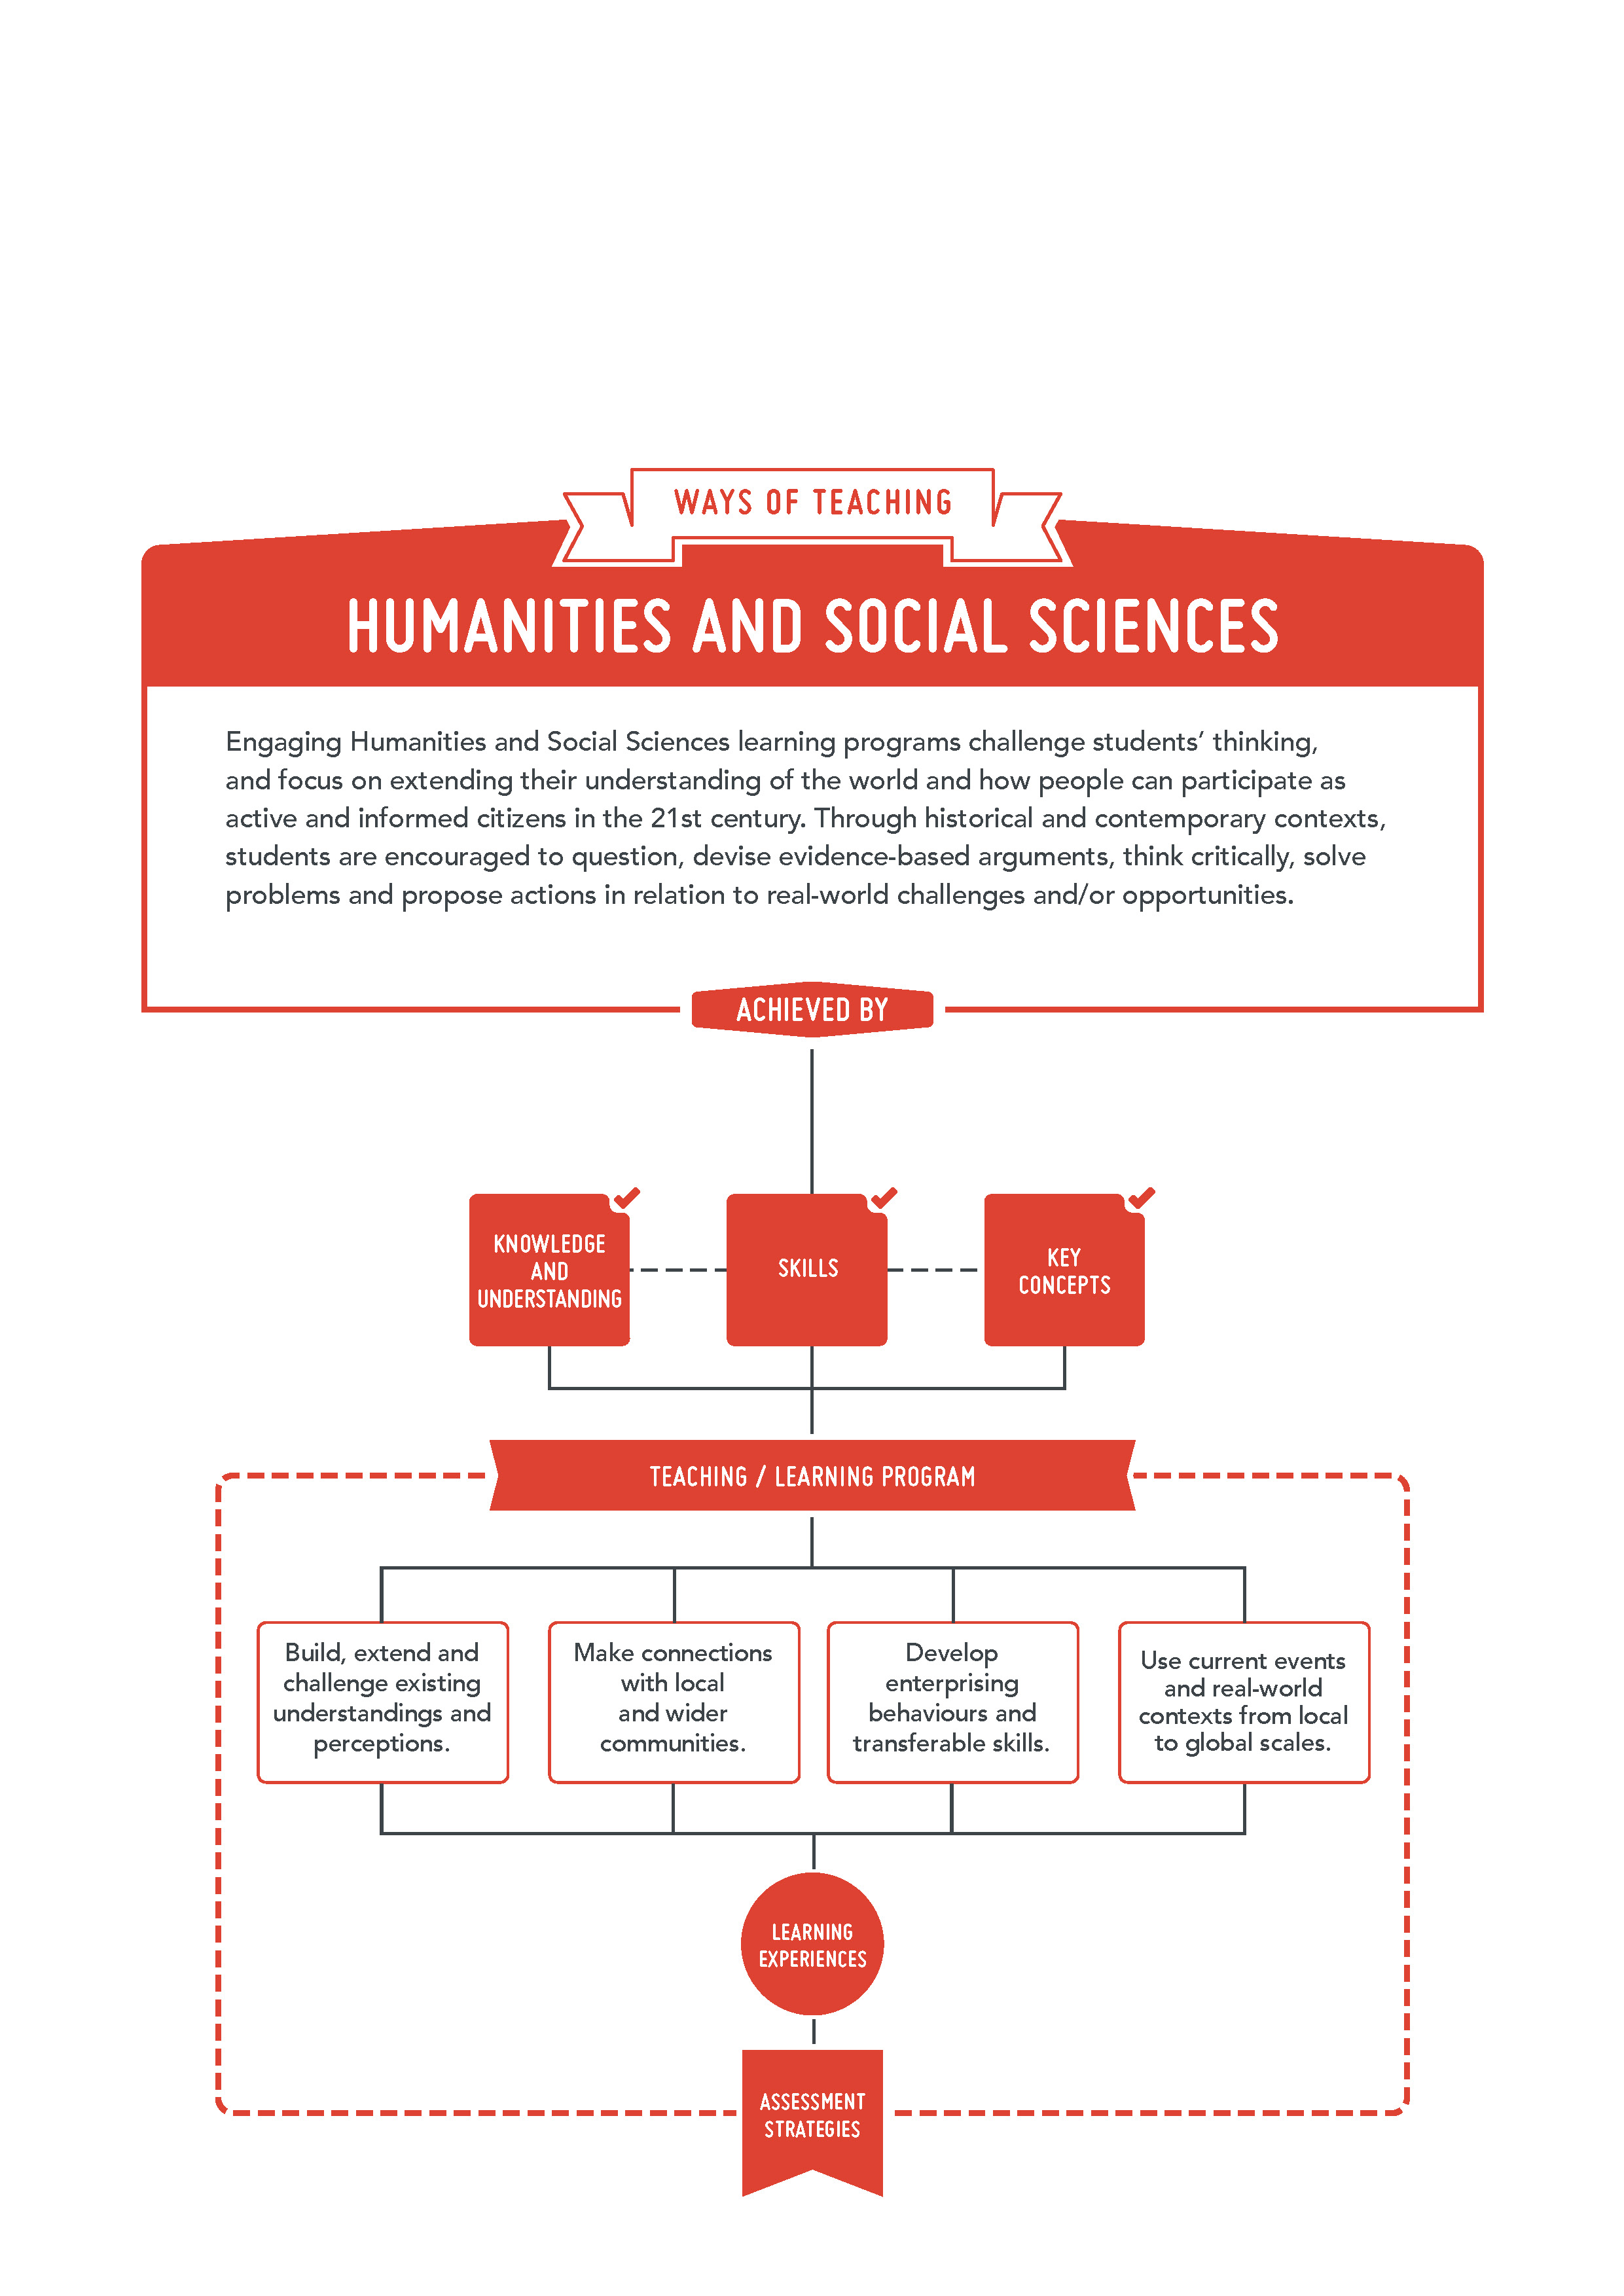 WAYS OF TEACHING
HUMANITIES AND SOCIAL SCIENCES
Engaging Humanities and Social Sciences learning programs challenge students’ thinking,
and focus on extending their understanding of the world and how people can participate as
active and informed citizens in the 21st century. Through historical and contemporary contexts,
students are encouraged to question, devise evidence-based arguments, think critically, solve
problems and propose actions in relation to real-world challenges and/or opportunities.
ACHIEVED BY
KNOWLEDGE
AND
UNDERSTANDING
SKILLS
KEY
CONCEPTS
TEACHING / LEARNING PROGRAM
Build, extend and
challenge existing
understandings and
perceptions.
Make connections
with local
and wider
communities.
Develop
enterprising
behaviours and
transferable skills.
Use current events
and real-world
contexts from local
to global scales.
LEARNING
EXPERIENCES
ASSESSMENT
STRATEGIES